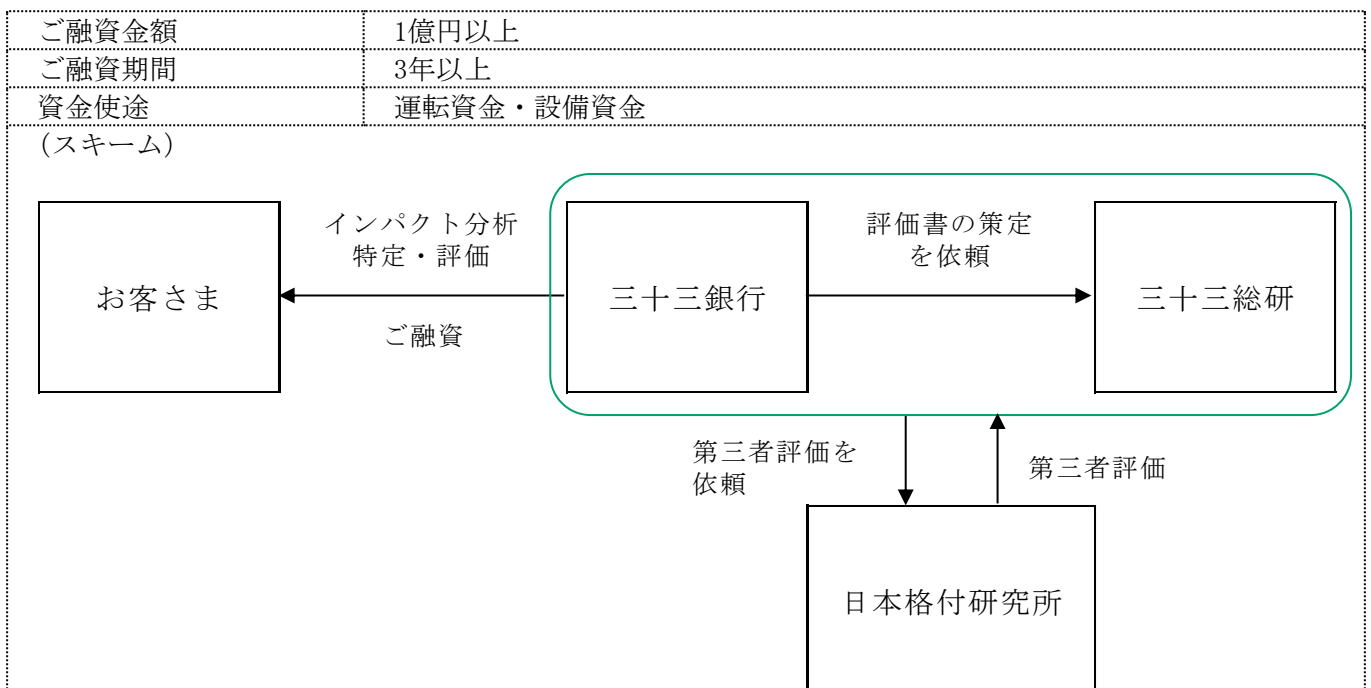 ご融資金額
1億円以上
ご融資期間
3年以上
資金使途
運転資金・設備資金
(スキーム)
インパクト分析
特定・評価
評価書の策定
を依頼
お客さま
三十三銀行
三十三総研
ご融資
第三者評価を
依頼
第三者評価
日本格付研究所